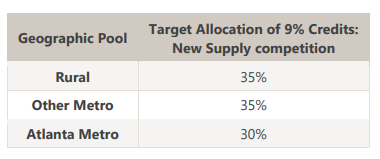 Geographic Pool
Target Allocation of 9% Credits:
New Supply competition
Rural 35%
Other Metro 35%
Atlanta Metro 30%